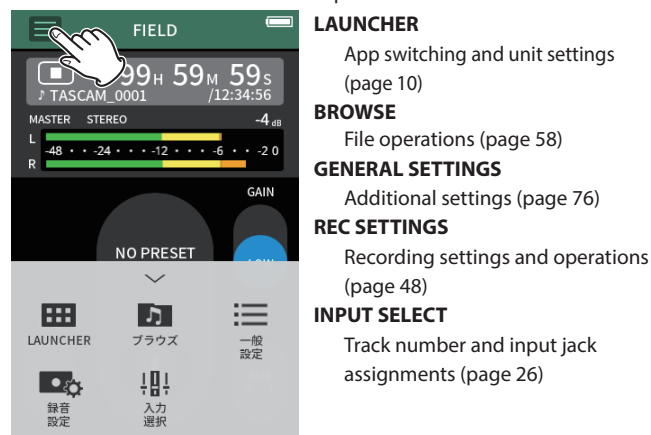 FIELD
99H 59M 59s
♪ TASCAM_0001 /12:34:56
MASTER STEREO -4 dB
L
-48 · · -24 · · · -12 · · · -6 · · -2 0
R
GAIN
NO PRESET
LAUNCHER
ブラウズ
一般
設定
録音
設定
入力
選択
LAUNCHER
App switching and unit settings
(page 10)
BROWSE
File operations (page 58)
GENERAL SETTINGS
Additional settings (page 76)
REC SETTINGS
Recording settings and operations
(page 48)
INPUT SELECT
Track number and input jack
assignments (page 26)